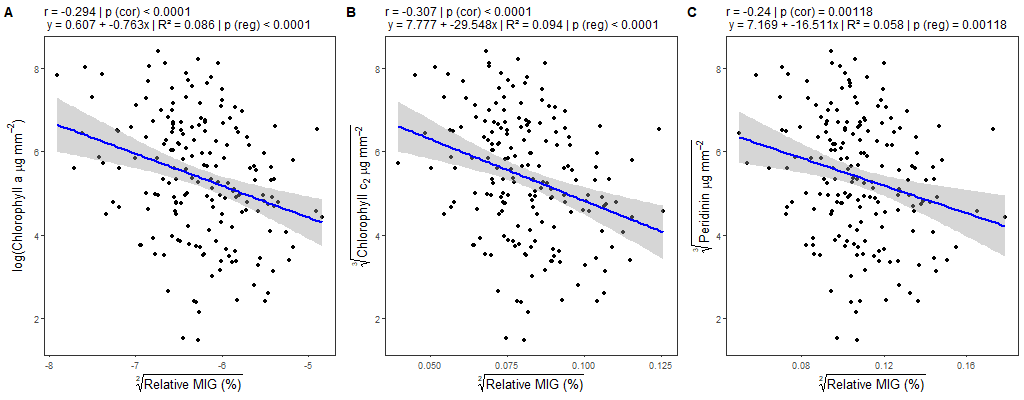 A
r = -0.294 | p (cor) < 0.0001
y = 0.607 + -0.763x | R² = 0.086 | p (reg) < 0.0001
log(Chlorophyll a µg mm⁻²)
8
6
4
2
-8 -7 -6 -5
²√Relative MIG (%)
B
r = -0.307 | p (cor) < 0.0001
y = 7.777 + -29.548x | R² = 0.094 | p (reg) < 0.0001
³√Chlorophyll c₂ µg mm⁻²
8
6
4
2
0.050 0.075 0.100 0.125
²√Relative MIG (%)
C
r = -0.24 | p (cor) = 0.00118
y = 7.169 + -16.511x | R² = 0.058 | p (reg) = 0.00118
³√Peridinin µg mm⁻²
8
6
4
2
0.08 0.12 0.16
²√Relative MIG (%)